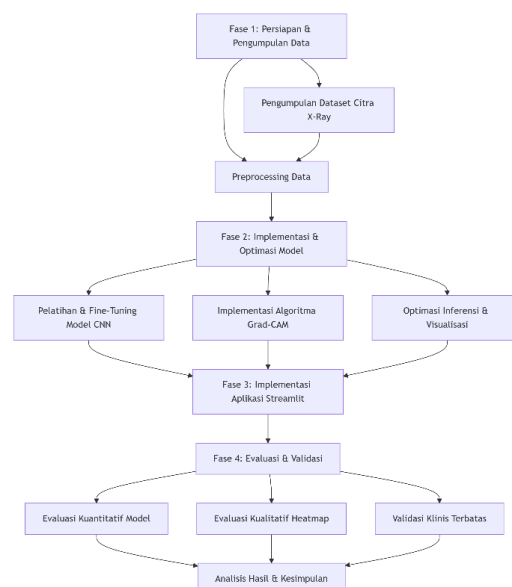 Fase 1: Persiapan &
Pengumpulan Data
Pengumpulan Dataset Citra
X-Ray
Preprocessing Data
Fase 2: Implementasi &
Optimasi Model
Pelatihan & Fine-Tuning
Model CNN
Implementasi Algoritma
Grad-CAM
Optimasi Inferensi &
Visualisasi
Fase 3: Implementasi
Aplikasi Streamlit
Fase 4: Evaluasi & Validasi
Evaluasi Kuantitatif Model
Evaluasi Kualitatif Heatmap
Validasi Klinis Terbatas
Analisis Hasil & Kesimpulan